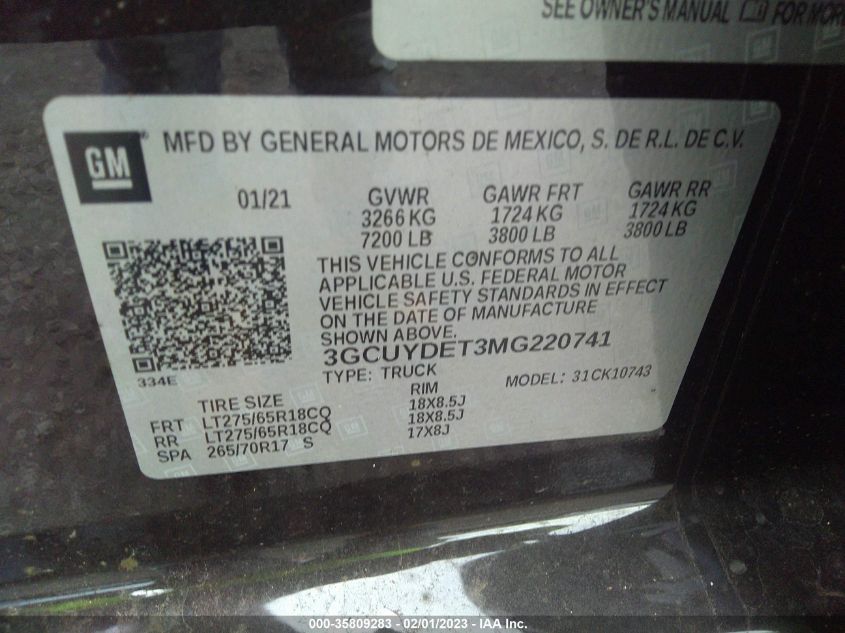 SEE OWNER'S MANUAL FOR MORE
GM ® MFD BY GENERAL MOTORS DE MEXICO, S. DE R.L. DE C.V.
01/21 GVWR GAWR FRT GAWR RR
3266 KG 1724 KG 1724 KG
7200 LB 3800 LB 3800 LB
THIS VEHICLE CONFORMS TO ALL
APPLICABLE U.S. FEDERAL MOTOR
VEHICLE SAFETY STANDARDS IN EFFECT
ON THE DATE OF MANUFACTURE
SHOWN ABOVE.
3GCUYDET3MG220741
334E TYPE: TRUCK MODEL: 31CK10743
TIRE SIZE RIM
FRT LT275/65R18CQ 18X8.5J
RR LT275/65R18CQ 18X8.5J
SPA 265/70R17 S 17X8J
000-35809283 - 02/01/2023 - IAA Inc.